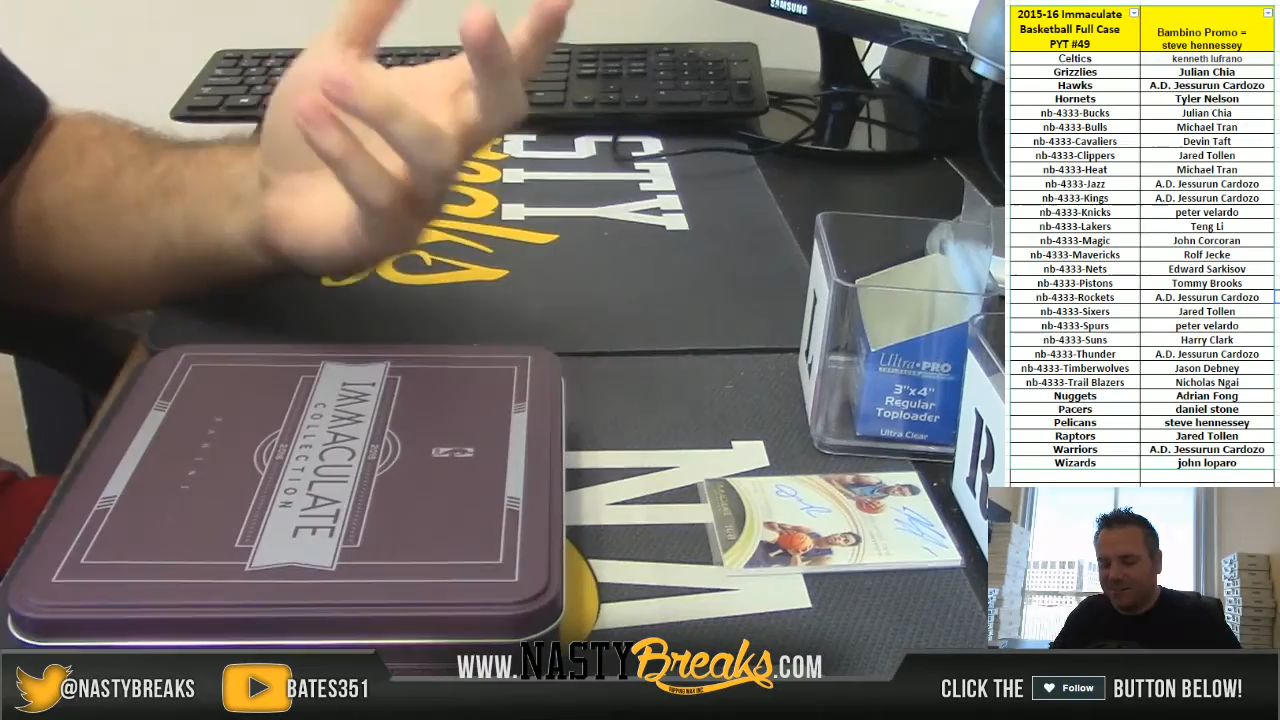 SAMSUNG
STY
Breaks
IMMACULATE
COLLECTION
PANINI
2015
2016
Ultra·PRO
3"x4"
Regular
Toploader
Ultra Clear
2015-16 Immaculate
Basketball Full Case
PYT #49
Bambino Promo =
steve hennessey
Celtics kenneth lufrano
Grizzlies Julian Chia
Hawks A.D. Jessurun Cardozo
Hornets Tyler Nelson
nb-4333-Bucks Julian Chia
nb-4333-Bulls Michael Tran
nb-4333-Cavaliers Devin Taft
nb-4333-Clippers Jared Tollen
nb-4333-Heat Michael Tran
nb-4333-Jazz A.D. Jessurun Cardozo
nb-4333-Kings A.D. Jessurun Cardozo
nb-4333-Knicks peter velardo
nb-4333-Lakers Teng Li
nb-4333-Magic John Corcoran
nb-4333-Mavericks Rolf Jecke
nb-4333-Nets Edward Sarkisov
nb-4333-Pistons Tommy Brooks
nb-4333-Rockets A.D. Jessurun Cardozo
nb-4333-Sixers Jared Tollen
nb-4333-Spurs peter velardo
nb-4333-Suns Harry Clark
nb-4333-Thunder A.D. Jessurun Cardozo
nb-4333-Timberwolves Jason Debney
nb-4333-Trail Blazers Nicholas Ngai
Nuggets Adrian Fong
Pacers daniel stone
Pelicans steve hennessey
Raptors Jared Tollen
Warriors A.D. Jessurun Cardozo
Wizards john loparo
@NASTYBREAKS
BATES351
WWW.NASTYBreaks.COM
RIPPING WAX INC
CLICK THE Follow BUTTON BELOW!